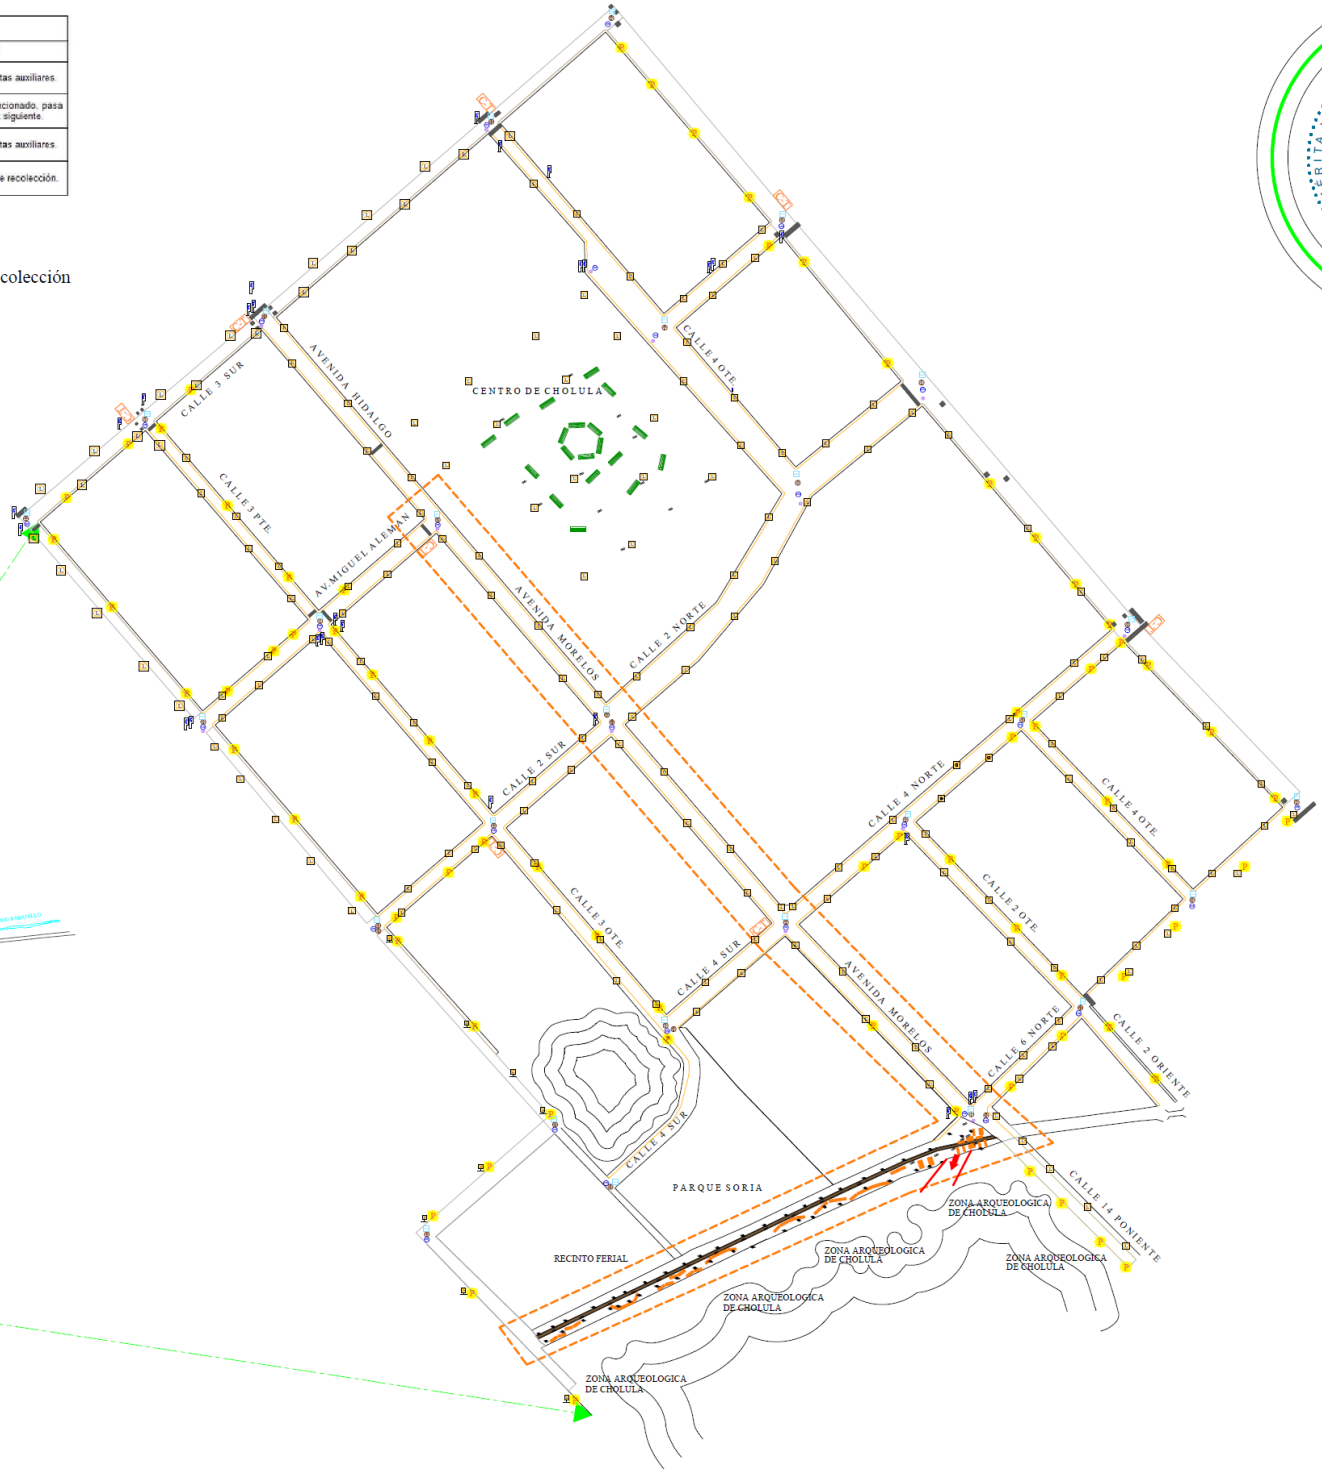 tas auxiliares.
cionado, pasa
siguiente.
tas auxiliares.
e recolección.
colección
CALLE 3 SUR
AVENIDA HIDALGO
CENTRO DE CHOLULA
CALLE 4 OTE.
CALLE 3 PTE.
AV. MIGUEL ALEMAN
AVENIDA MORELOS
CALLE 2 NORTE
CALLE 2 SUR
CALLE 4 NORTE
CALLE 4 OTE.
CALLE 3 OTE.
CALLE 2 OTE.
CALLE 4 SUR
AVENIDA MORELOS
CALLE 6 NORTE
CALLE 2 ORIENTE
CALLE 4 SUR
PARQUE SORIA
CALLE 14 PONIENTE
ZONA ARQUEOLOGICA
DE CHOLULA
RECINTO FERIAL
ZONA ARQUEOLOGICA
DE CHOLULA
ZONA ARQUEOLOGICA
DE CHOLULA
ZONA ARQUEOLOGICA
DE CHOLULA
ZONA ARQUEOLOGICA
DE CHOLULA